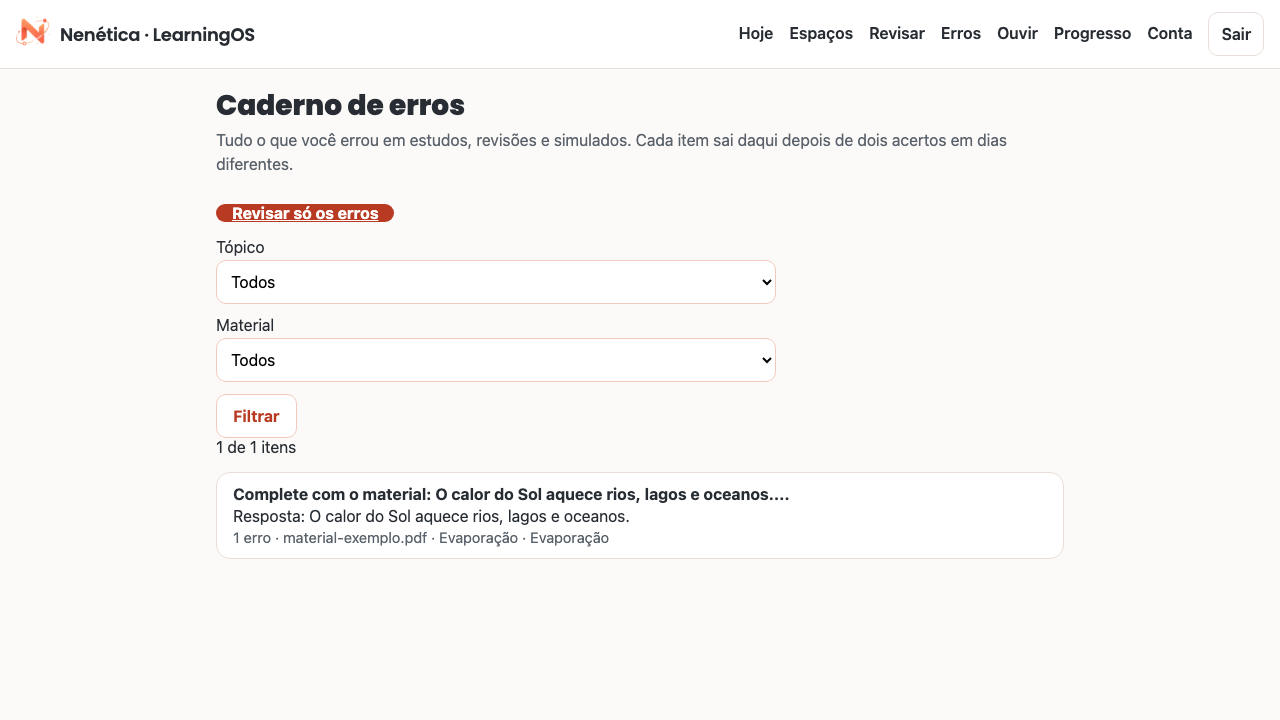 Nenética · LearningOS
Hoje
Espaços
Revisar
Erros
Ouvir
Progresso
Conta
Sair
Caderno de erros
Tudo o que você errou em estudos, revisões e simulados. Cada item sai daqui depois de dois acertos em dias
diferentes.
Revisar só os erros
Tópico
Todos
Material
Todos
Filtrar
1 de 1 itens
Complete com o material: O calor do Sol aquece rios, lagos e oceanos....
Resposta: O calor do Sol aquece rios, lagos e oceanos.
1 erro · material-exemplo.pdf · Evaporação · Evaporação